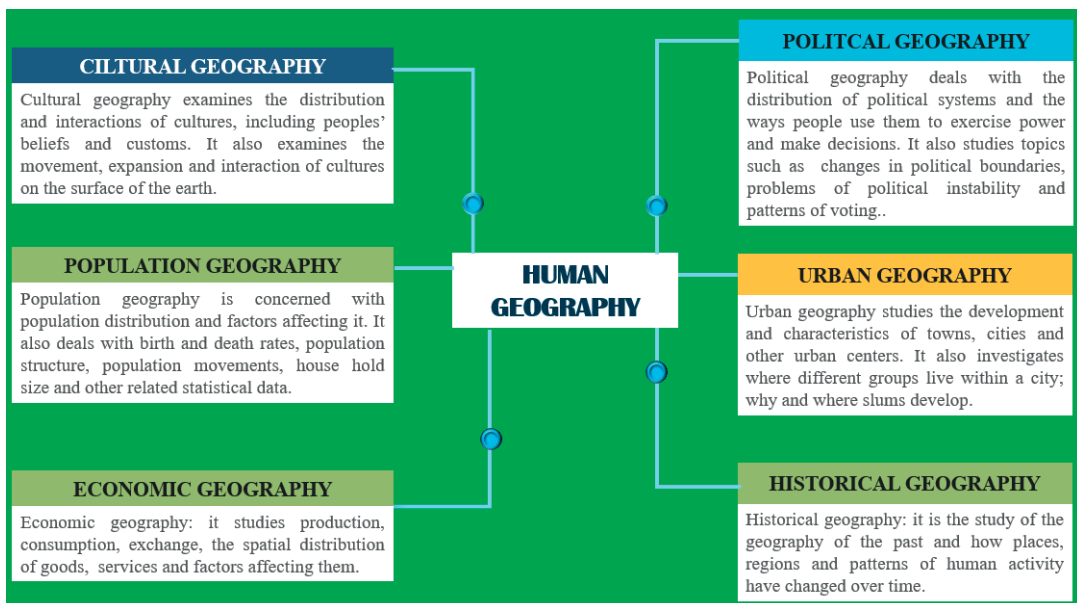 CILTURAL GEOGRAPHY
Cultural geography examines the distribution
and interactions of cultures, including peoples’
beliefs and customs. It also examines the
movement, expansion and interaction of cultures
on the surface of the earth.
POPULATION GEOGRAPHY
Population geography is concerned with
population distribution and factors affecting it. It
also deals with birth and death rates, population
structure, population movements, house hold
size and other related statistical data.
ECONOMIC GEOGRAPHY
Economic geography: it studies production,
consumption, exchange, the spatial distribution
of goods, services and factors affecting them.
HUMAN
GEOGRAPHY
POLITCAL GEOGRAPHY
Political geography deals with the
distribution of political systems and the
ways people use them to exercise power
and make decisions. It also studies topics
such as changes in political boundaries,
problems of political instability and
patterns of voting..
URBAN GEOGRAPHY
Urban geography studies the development
and characteristics of towns, cities and
other urban centers. It also investigates
where different groups live within a city;
why and where slums develop.
HISTORICAL GEOGRAPHY
Historical geography: it is the study of the
geography of the past and how places,
regions and patterns of human activity
have changed over time.